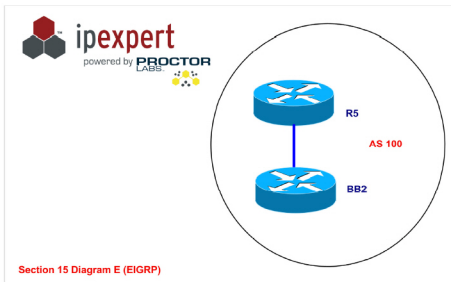 ipexpert
powered by PROCTOR
LABS
R5
AS 100
BB2
Section 15 Diagram E (EIGRP)